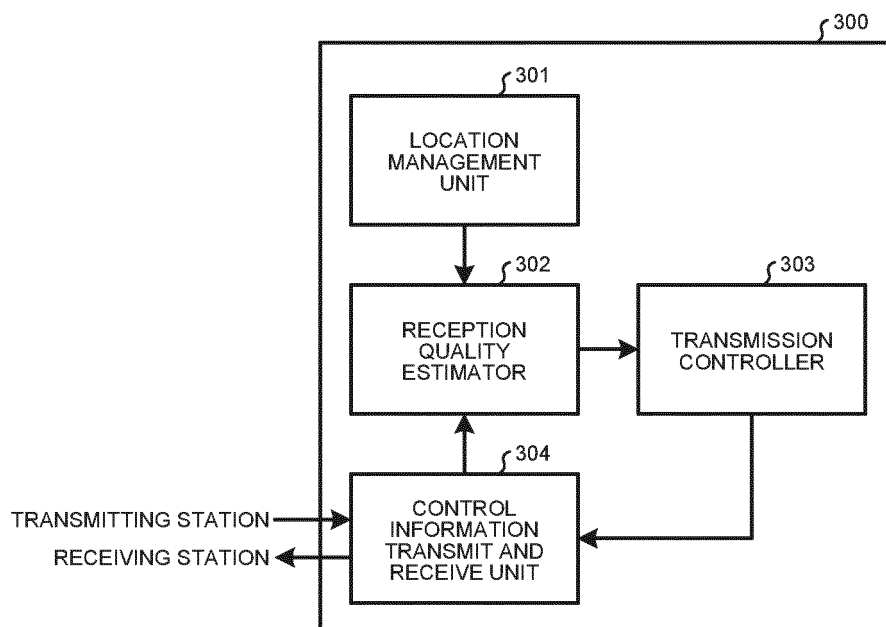 300
301
LOCATION
MANAGEMENT
UNIT
302
RECEPTION
QUALITY
ESTIMATOR
303
TRANSMISSION
CONTROLLER
304
CONTROL
INFORMATION
TRANSMIT AND
RECEIVE UNIT
TRANSMITTING STATION
RECEIVING STATION